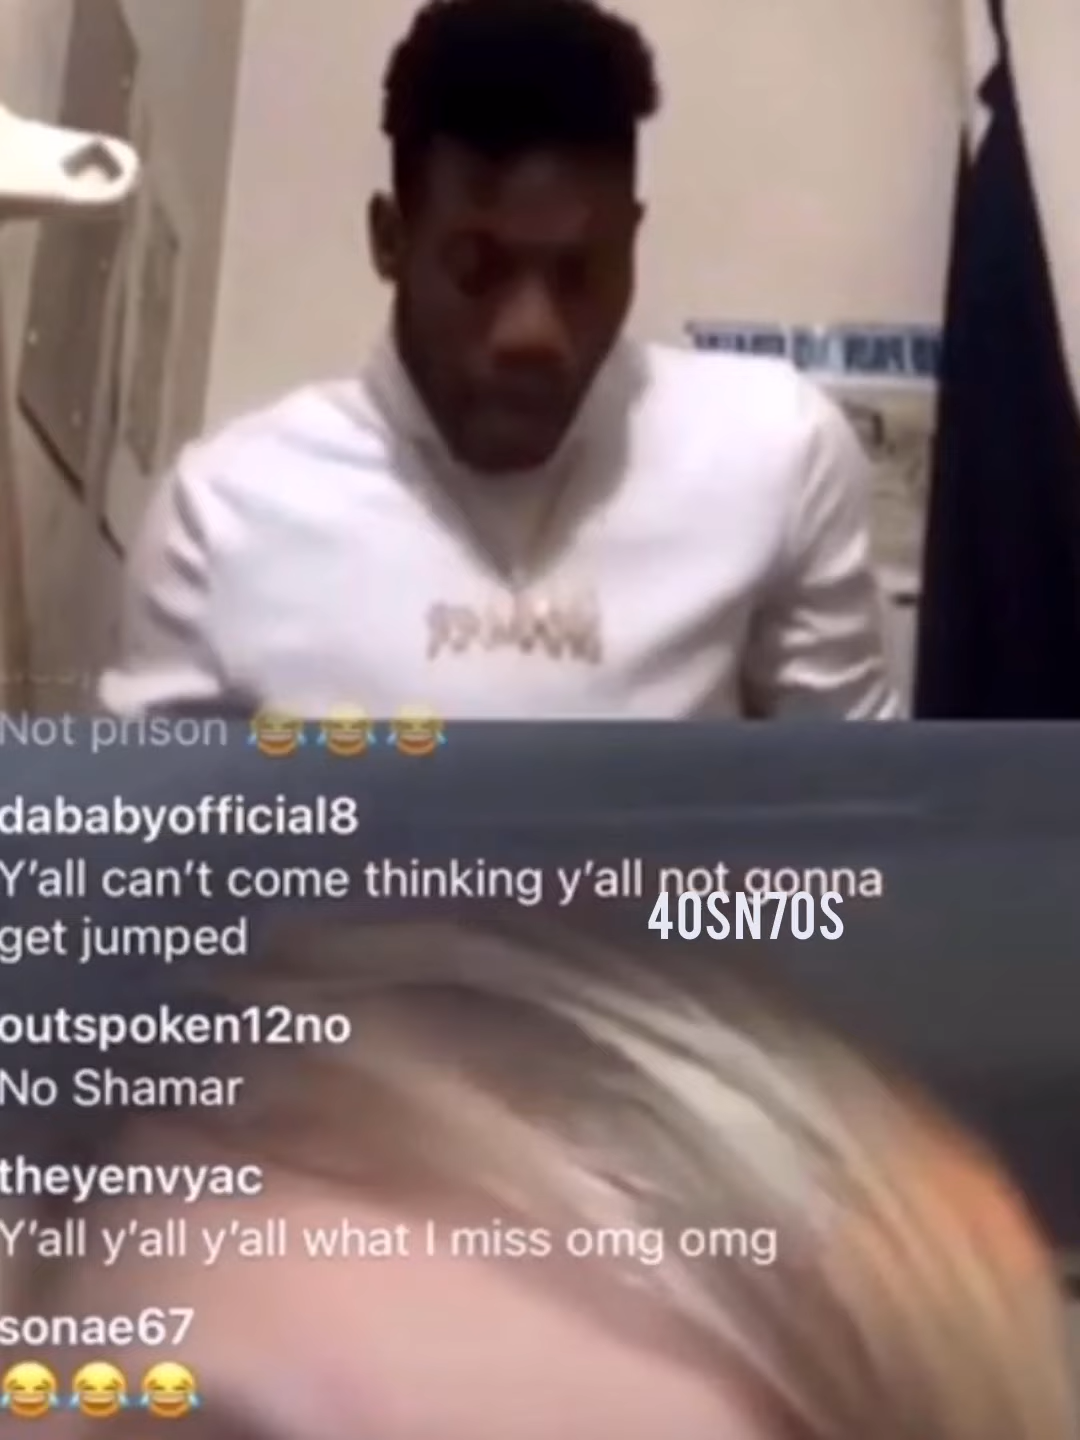 Not prison 😂😂😂
dababyofficial8
Y'all can't come thinking y'all not gonna
get jumped
40SN70S
outspoken12no
No Shamar
theyenvyac
Y'all y'all y'all what I miss omg omg
sonae67
😂😂😂